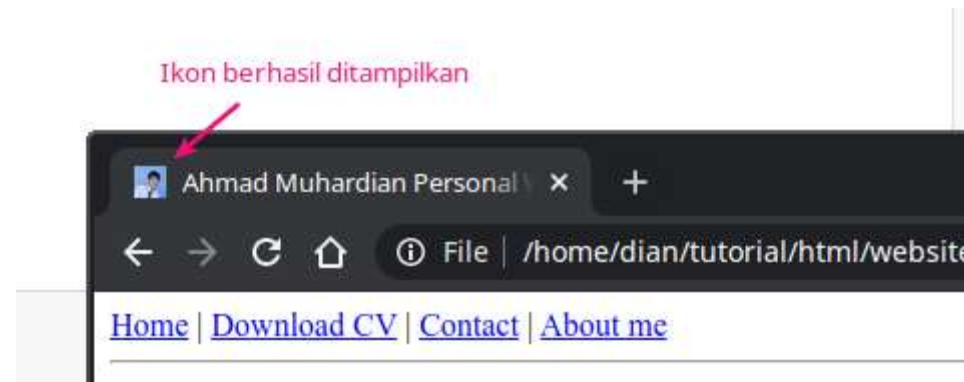 Ikon berhasil ditampilkan
Ahmad Muhardian Personal
File | /home/dian/tutorial/html/website
Home | Download CV | Contact | About me